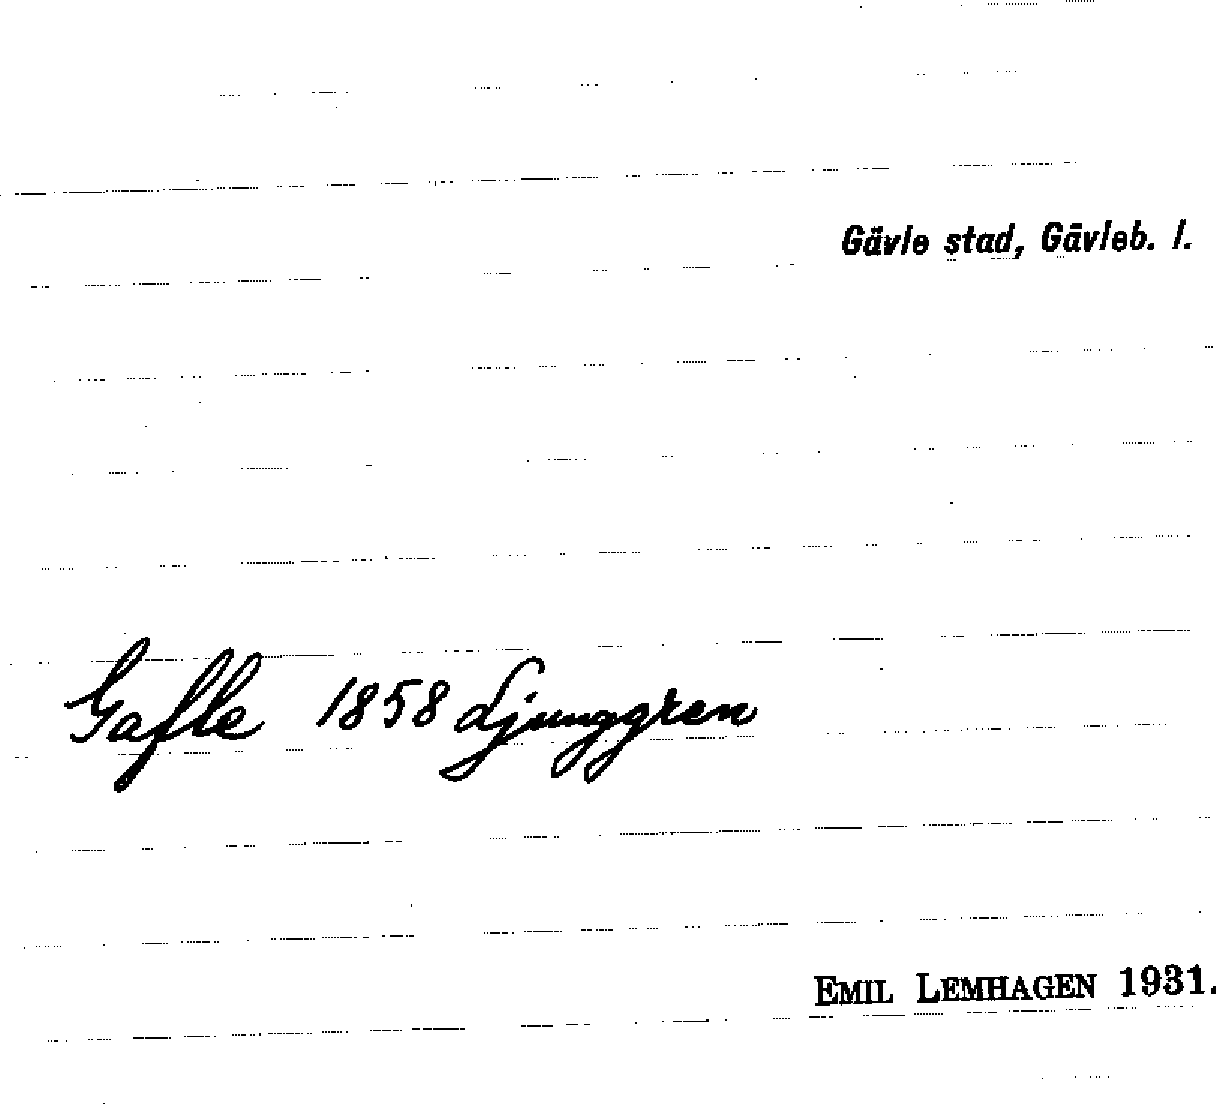 Gävle stad, Gävleb. l.
Gafle 1858 Ljunggren
EMIL LEMHAGEN 1931.